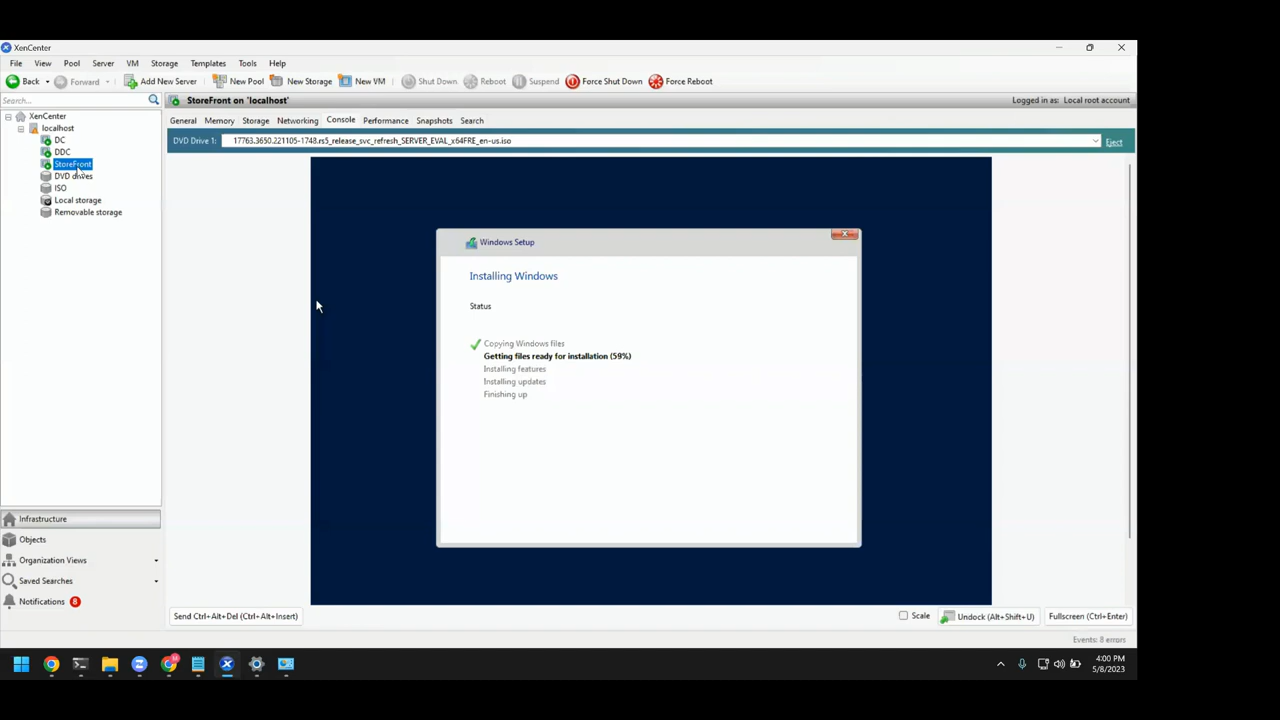 XenCenter
File View Pool Server VM Storage Templates Tools Help
Back Forward Add New Server New Pool New Storage New VM Shut Down Reboot Suspend Force Shut Down Force Reboot
Search...
StoreFront on 'localhost'
Logged in as: Local root account
XenCenter
localhost
DC
DDC
StoreFront
DVD drives
ISO
Local storage
Removable storage
General Memory Storage Networking Console Performance Snapshots Search
DVD Drive 1: 17763.3650.221105-1748.rs5_release_svc_refresh_SERVER_EVAL_x64FRE_en-us.iso Eject
Windows Setup
Installing Windows
Status
Copying Windows files
Getting files ready for installation (59%)
Installing features
Installing updates
Finishing up
Infrastructure
Objects
Organization Views
Saved Searches
Notifications 8
Send Ctrl+Alt+Del (Ctrl+Alt+Insert)
Scale Undock (Alt+Shift+U) Fullscreen (Ctrl+Enter)
Events: 8 errors
4:00 PM
5/8/2023